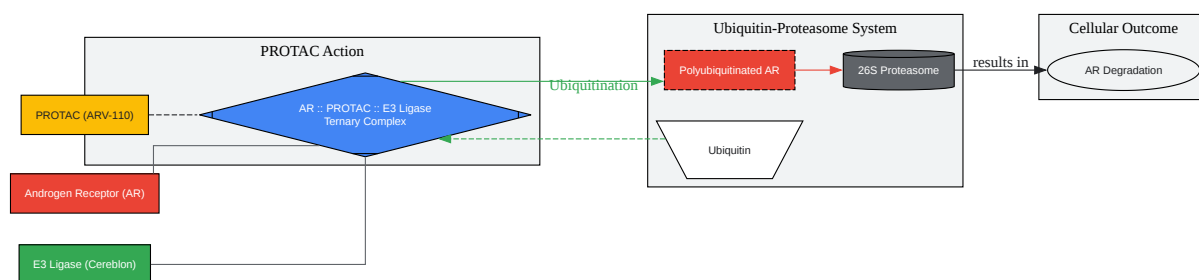 PROTAC Action
PROTAC (ARV-110)
AR :: PROTAC :: E3 Ligase
Ternary Complex
Androgen Receptor (AR)
E3 Ligase (Cereblon)
Ubiquitination
Ubiquitin-Proteasome System
Polyubiquitinated AR
26S Proteasome
Ubiquitin
results in
Cellular Outcome
AR Degradation